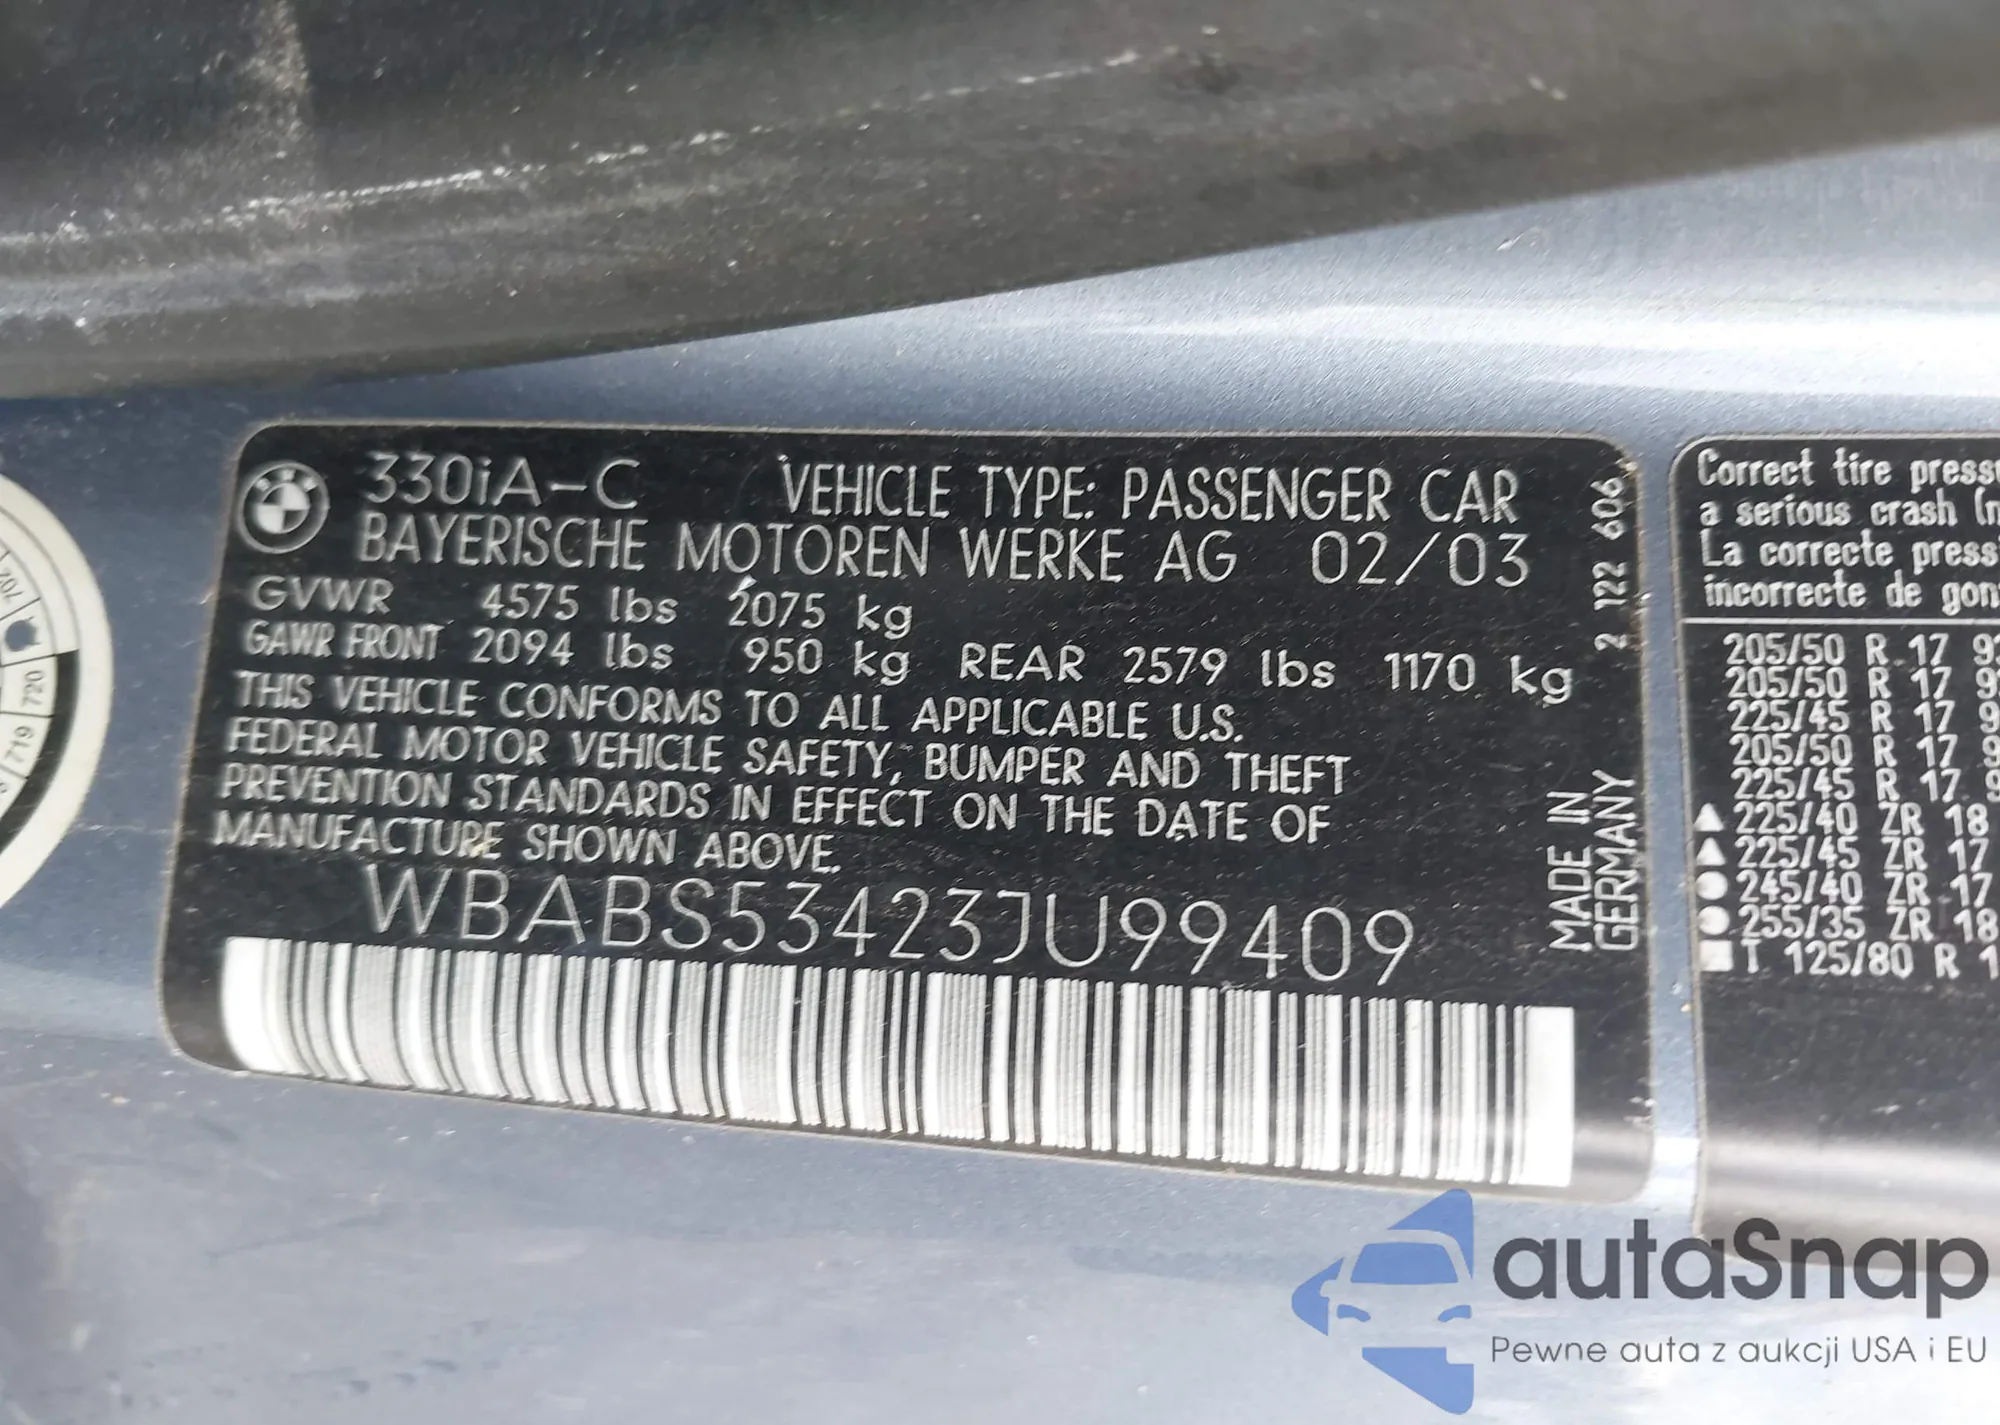 330iA-C VEHICLE TYPE: PASSENGER CAR
BAYERISCHE MOTOREN WERKE AG 02/03
GVWR 4575 lbs 2075 kg
GAWR FRONT 2094 lbs 950 kg REAR 2579 lbs 1170 kg
THIS VEHICLE CONFORMS TO ALL APPLICABLE U.S.
FEDERAL MOTOR VEHICLE SAFETY, BUMPER AND THEFT
PREVENTION STANDARDS IN EFFECT ON THE DATE OF
MANUFACTURE SHOWN ABOVE.
WBABS53423JU99409
2 122 606
MADE IN
GERMANY
Correct tire
a serious crash
La correcte
incorrecte de
205/50 R 17
205/50 R 17
225/45 R 17
205/50 R 17
225/45 R 17
225/40 ZR 18
225/45 ZR 17
245/40 ZR 17
255/35 ZR 18
T 125/80 R
702
720
719
autaSnap
Pewne auta z aukcji USA i EU